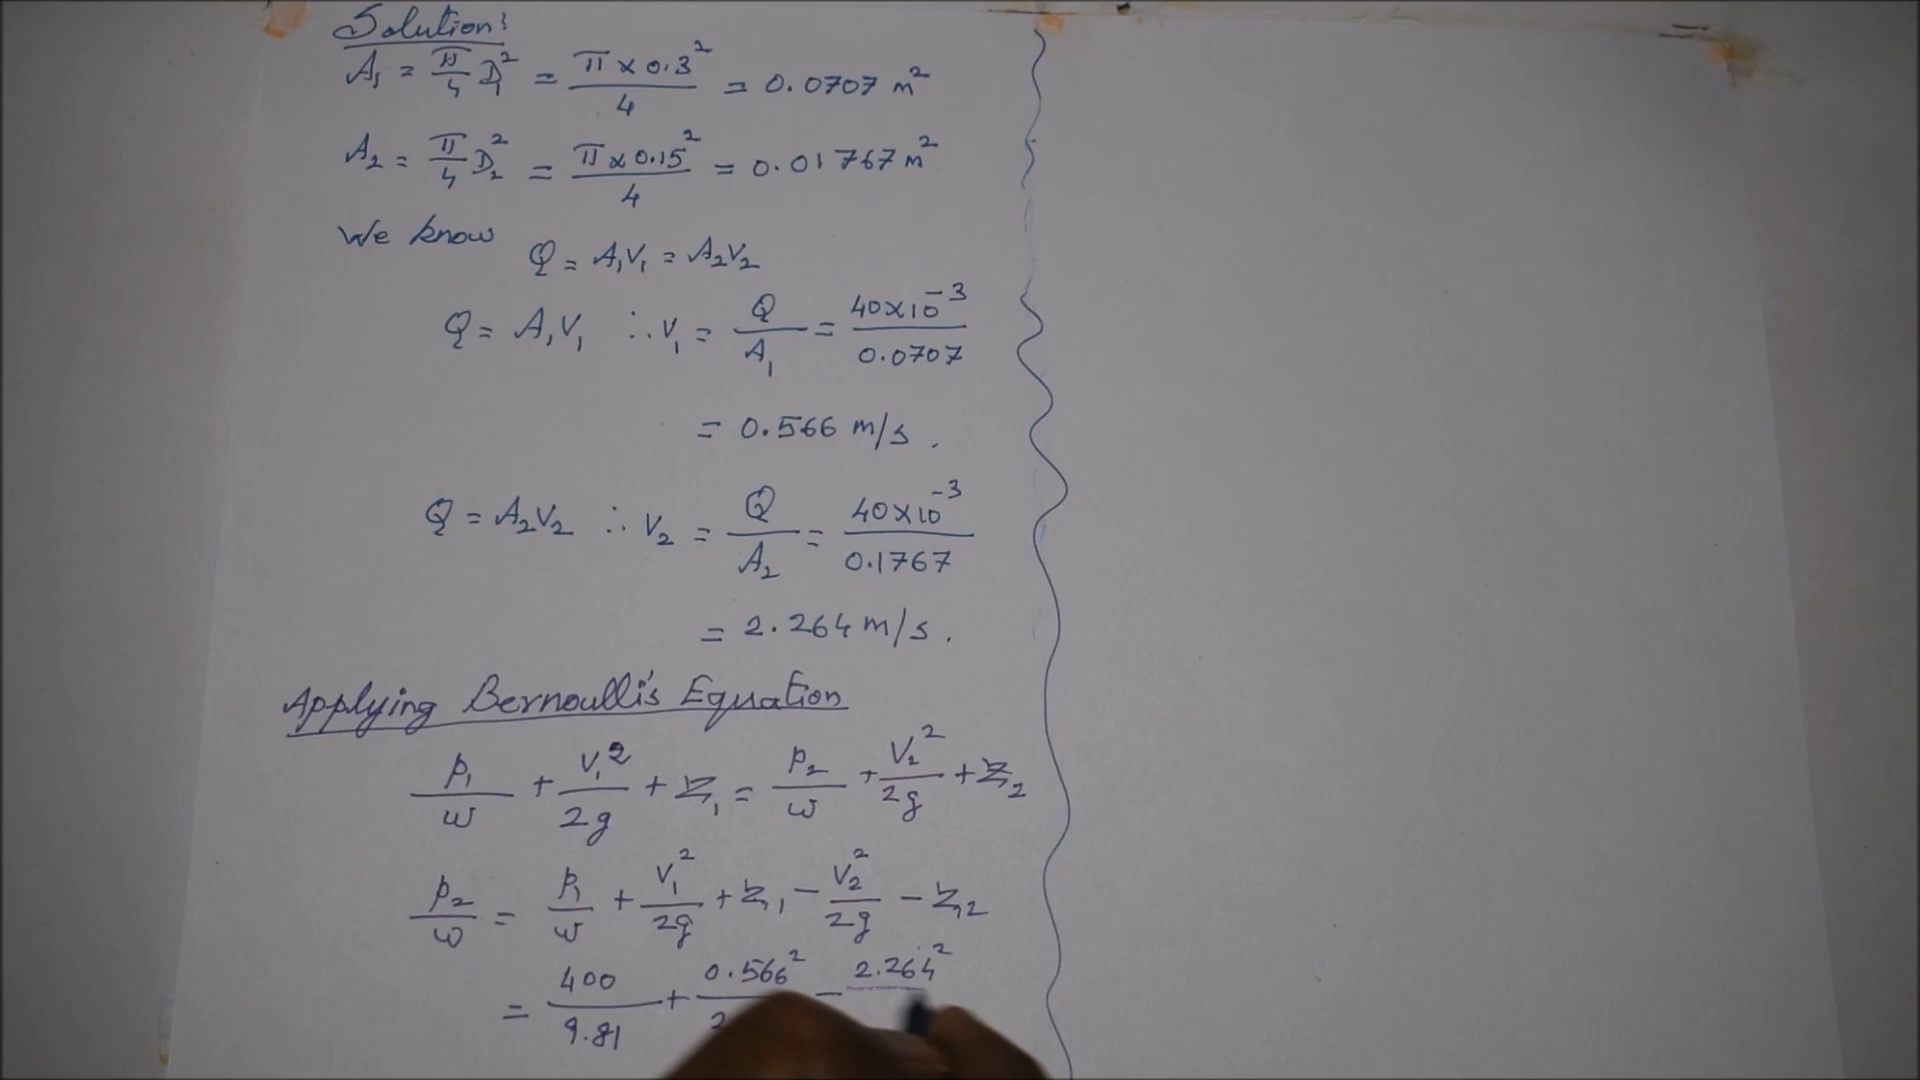 Solution:
A₁ = π/4 D₁² = π×0.3²/4 = 0.0707 m²
A₂ = π/4 D₂² = π×0.15²/4 = 0.01767 m²
We know
Q = A₁V₁ = A₂V₂
Q = A₁V₁ ∴ V₁ = Q/A₁ = 40×10⁻³/0.0707
= 0.566 m/s.
Q = A₂V₂ ∴ V₂ = Q/A₂ = 40×10⁻³/0.1767
= 2.264 m/s.
Applying Bernoulli's Equation
P₁/w + V₁²/2g + Z₁ = P₂/w + V₂²/2g + Z₂
P₂/w = P₁/w + V₁²/2g + Z₁ - V₂²/2g - Z₂
= 400/9.81 + 0.566²/2 - 2.264²